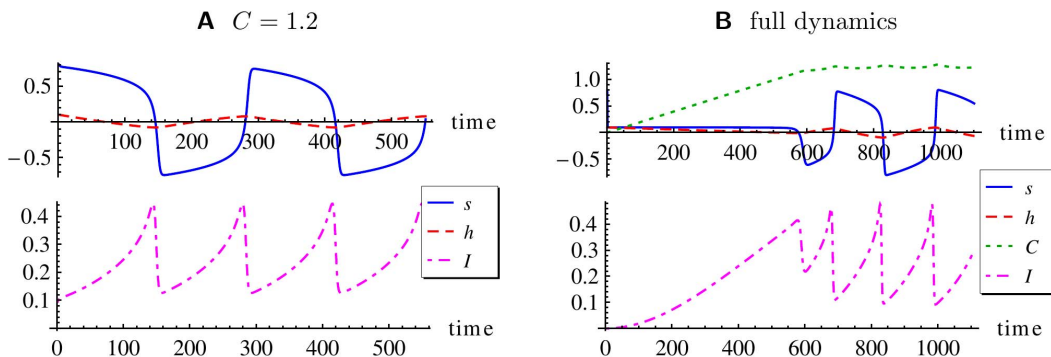 A C = 1.2
0.5
−0.5
100 200 300 400 500
time
0.4
0.3
0.2
0.1
0 100 200 300 400 500
time
s
h
I
B full dynamics
1.0
0.5
−0.5
200 400 600 800 1000
time
0.4
0.3
0.2
0.1
0 200 400 600 800 1000
time
s
h
C
I